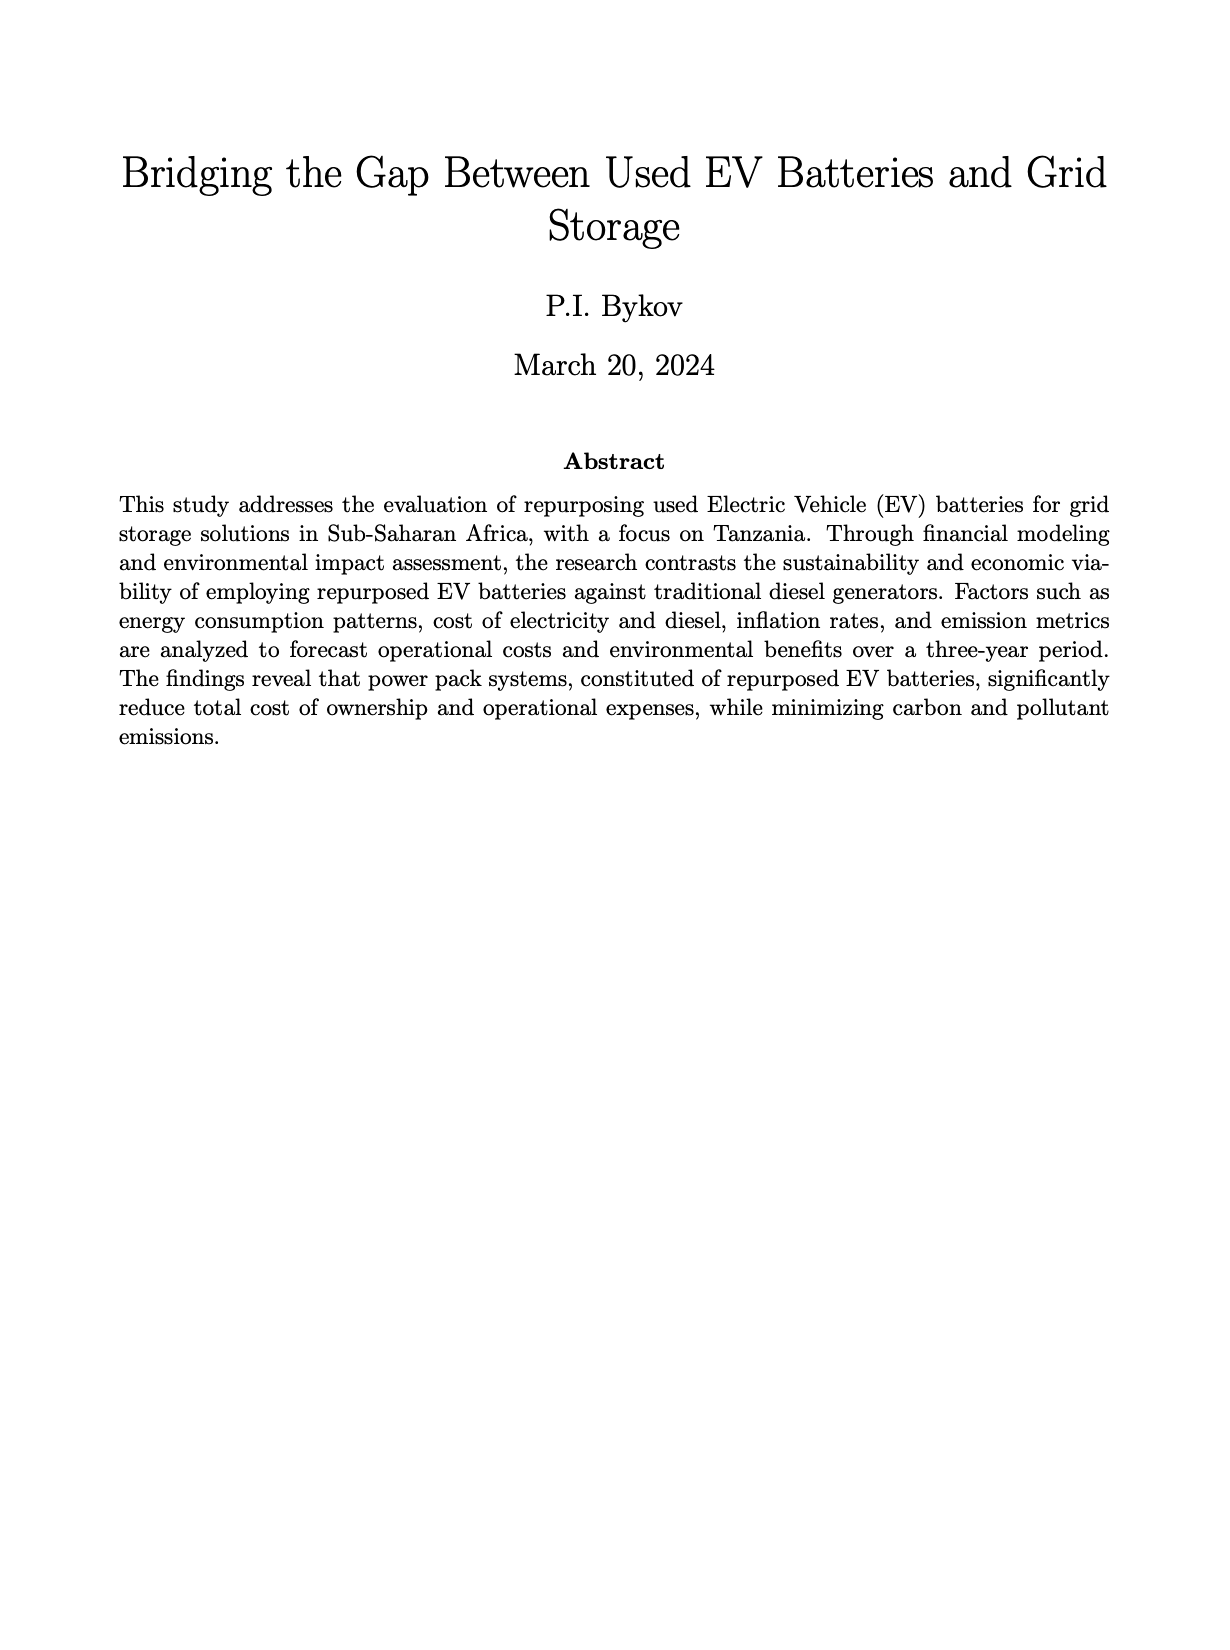 Bridging the Gap Between Used EV Batteries and Grid
Storage
P.I. Bykov
March 20, 2024
Abstract
This study addresses the evaluation of repurposing used Electric Vehicle (EV) batteries for grid
storage solutions in Sub-Saharan Africa, with a focus on Tanzania. Through financial modeling
and environmental impact assessment, the research contrasts the sustainability and economic via-
bility of employing repurposed EV batteries against traditional diesel generators. Factors such as
energy consumption patterns, cost of electricity and diesel, inflation rates, and emission metrics
are analyzed to forecast operational costs and environmental benefits over a three-year period.
The findings reveal that power pack systems, constituted of repurposed EV batteries, significantly
reduce total cost of ownership and operational expenses, while minimizing carbon and pollutant
emissions.